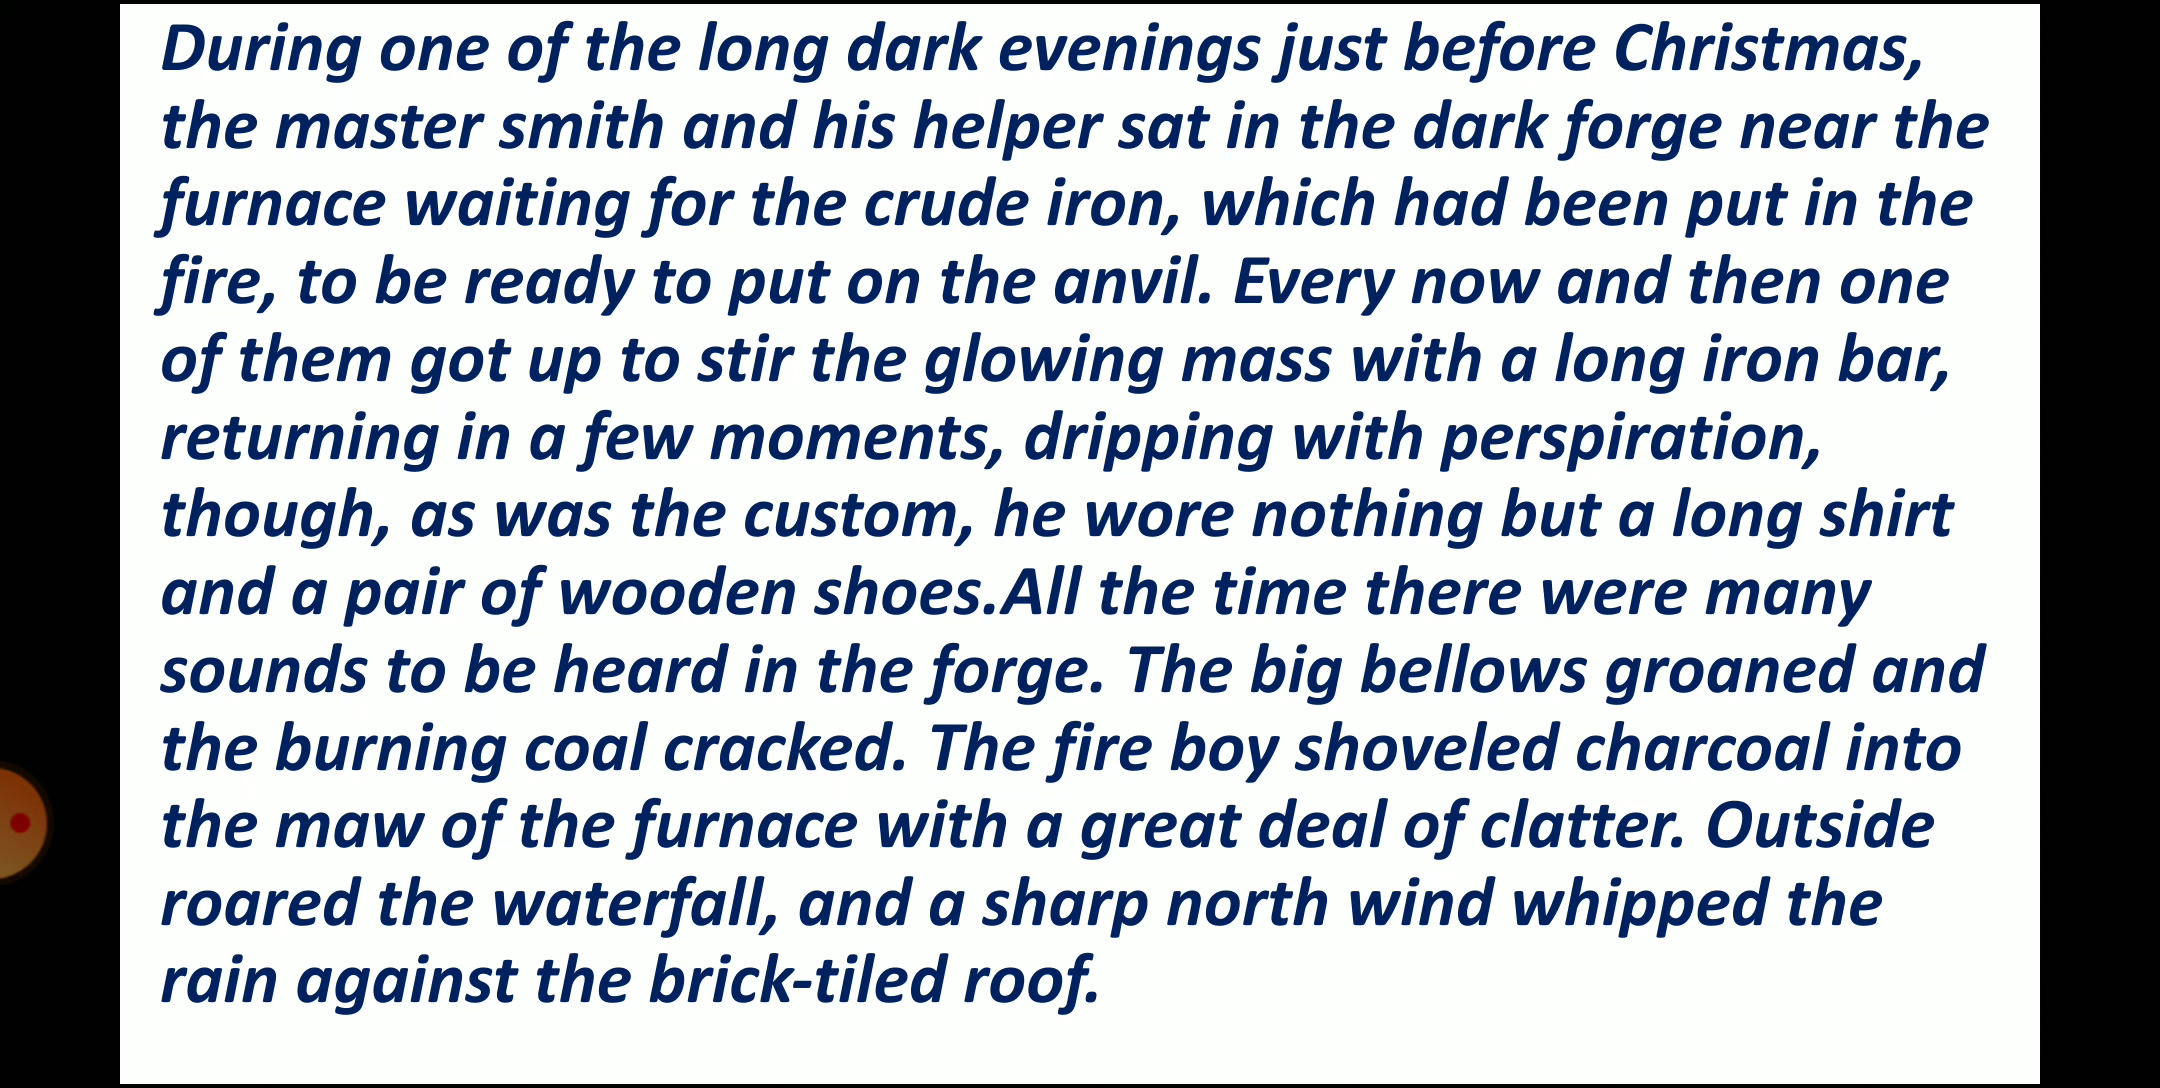 During one of the long dark evenings just before Christmas,
the master smith and his helper sat in the dark forge near the
furnace waiting for the crude iron, which had been put in the
fire, to be ready to put on the anvil. Every now and then one
of them got up to stir the glowing mass with a long iron bar,
returning in a few moments, dripping with perspiration,
though, as was the custom, he wore nothing but a long shirt
and a pair of wooden shoes.All the time there were many
sounds to be heard in the forge. The big bellows groaned and
the burning coal cracked. The fire boy shoveled charcoal into
the maw of the furnace with a great deal of clatter. Outside
roared the waterfall, and a sharp north wind whipped the
rain against the brick-tiled roof.